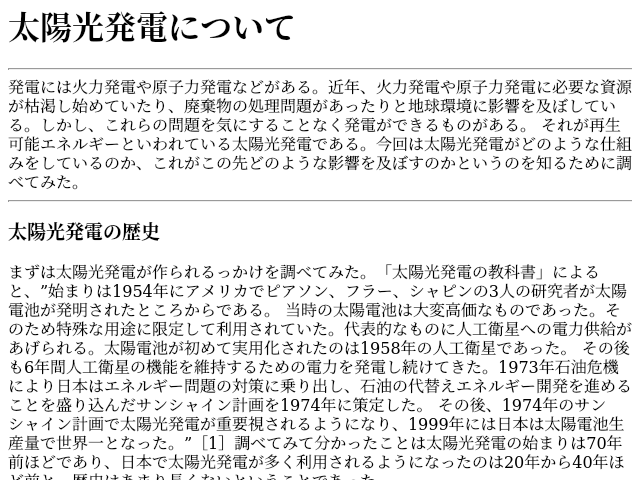 太陽光発電について
発電には火力発電や原子力発電などがある。近年、火力発電や原子力発電に必要な資源
が枯渇し始めていたり、廃棄物の処理問題があったりと地球環境に影響を及ぼしてい
る。しかし、これらの問題を気にすることなく発電ができるものがある。 それが再生
可能エネルギーといわれている太陽光発電である。今回は太陽光発電がどのような仕組
みをしているのか、これがこの先どのような影響を及ぼすのかというのを知るために調
べてみた。
太陽光発電の歴史
まずは太陽光発電が作られるっかけを調べてみた。「太陽光発電の教科書」による
と、”始まりは1954年にアメリカでピアソン、フラー、シャピンの3人の研究者が太陽
電池が発明されたところからである。 当時の太陽電池は大変高価なものであった。そ
のため特殊な用途に限定して利用されていた。代表的なものに人工衛星への電力供給が
あげられる。太陽電池が初めて実用化されたのは1958年の人工衛星であった。 その後
も6年間人工衛星の機能を維持するための電力を発電し続けてきた。1973年石油危機
により日本はエネルギー問題の対策に乗り出し、石油の代替えエネルギー開発を進める
ことを盛り込んだサンシャイン計画を1974年に策定した。 その後、1974年のサン
シャイン計画で太陽光発電が重要視されるようになり、1999年には日本は太陽電池生
産量で世界一となった。”［1］調べてみて分かったことは太陽光発電の始まりは70年
前ほどであり、日本で太陽光発電が多く利用されるようになったのは20年から40年ほ
ど前と、歴史はあまり長くないということであった